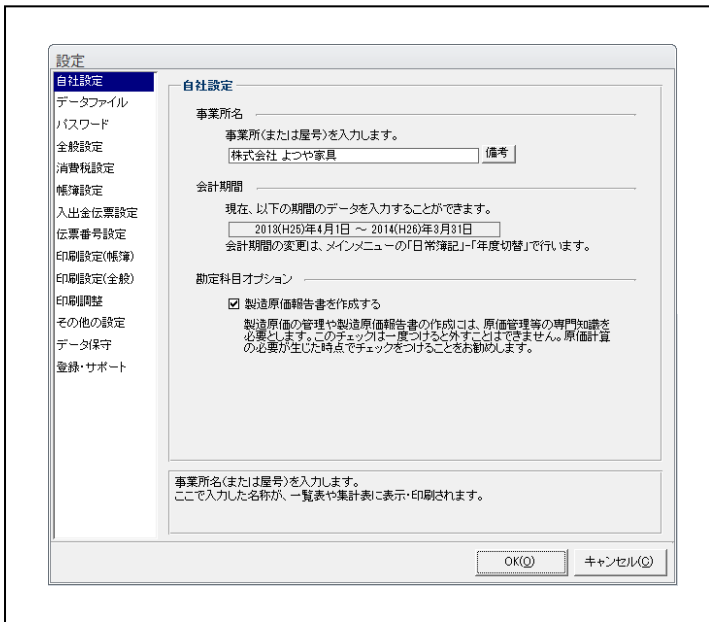 設定
自社設定
データファイル
パスワード
全般設定
消費税設定
帳簿設定
入出金伝票設定
伝票番号設定
印刷設定(帳簿)
印刷設定(全般)
印刷調整
その他の設定
データ保守
登録・サポート
自社設定
事業所名
事業所(または屋号)を入力します。
株式会社 よつや家具
備考
会計期間
現在、以下の期間のデータを入力することができます。
2013(H25)年4月1日 ～ 2014(H26)年3月31日
会計期間の変更は、メインメニューの「日常簿記」-「年度切替」で行います。
勘定科目オプション
製造原価報告書を作成する
製造原価の管理や製造原価報告書の作成には、原価管理等の専門知識を
必要とします。このチェックは一度つけると外すことはできません。原価計算
の必要が生じた時点でチェックをつけることをお勧めします。
事業所名(または屋号)を入力します。
ここで入力した名称が、一覧表や集計表に表示・印刷されます。
OK(O)
キャンセル(C)